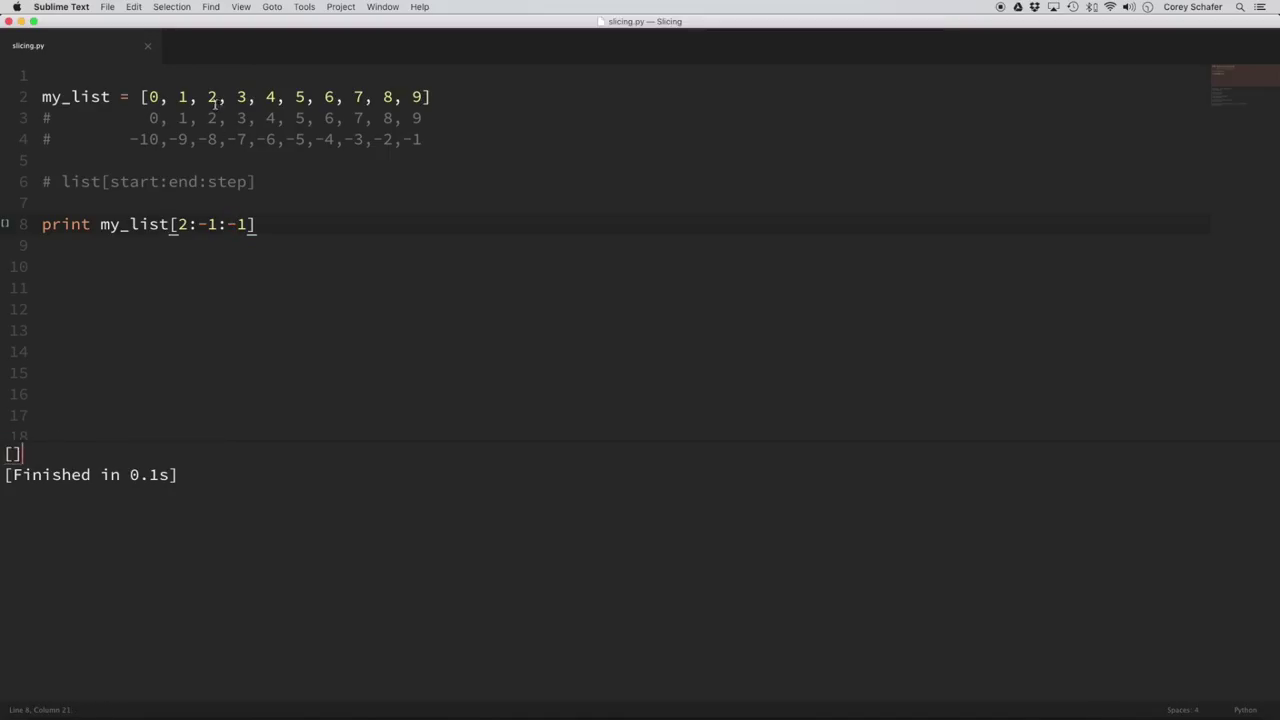 Sublime Text File Edit Selection Find View Goto Tools Project Window Help Corey Schafer
slicing.py — Slicing
slicing.py
1
2 my_list = [0, 1, 2, 3, 4, 5, 6, 7, 8, 9]
3 #          0, 1, 2, 3, 4, 5, 6, 7, 8, 9
4 #        -10,-9,-8,-7,-6,-5,-4,-3,-2,-1
5
6 # list[start:end:step]
7
8 print my_list[2:-1:-1]
9
10
11
12
13
14
15
16
17
18
[]
[Finished in 0.1s]
Line 8, Column 21 Spaces: 4 Python